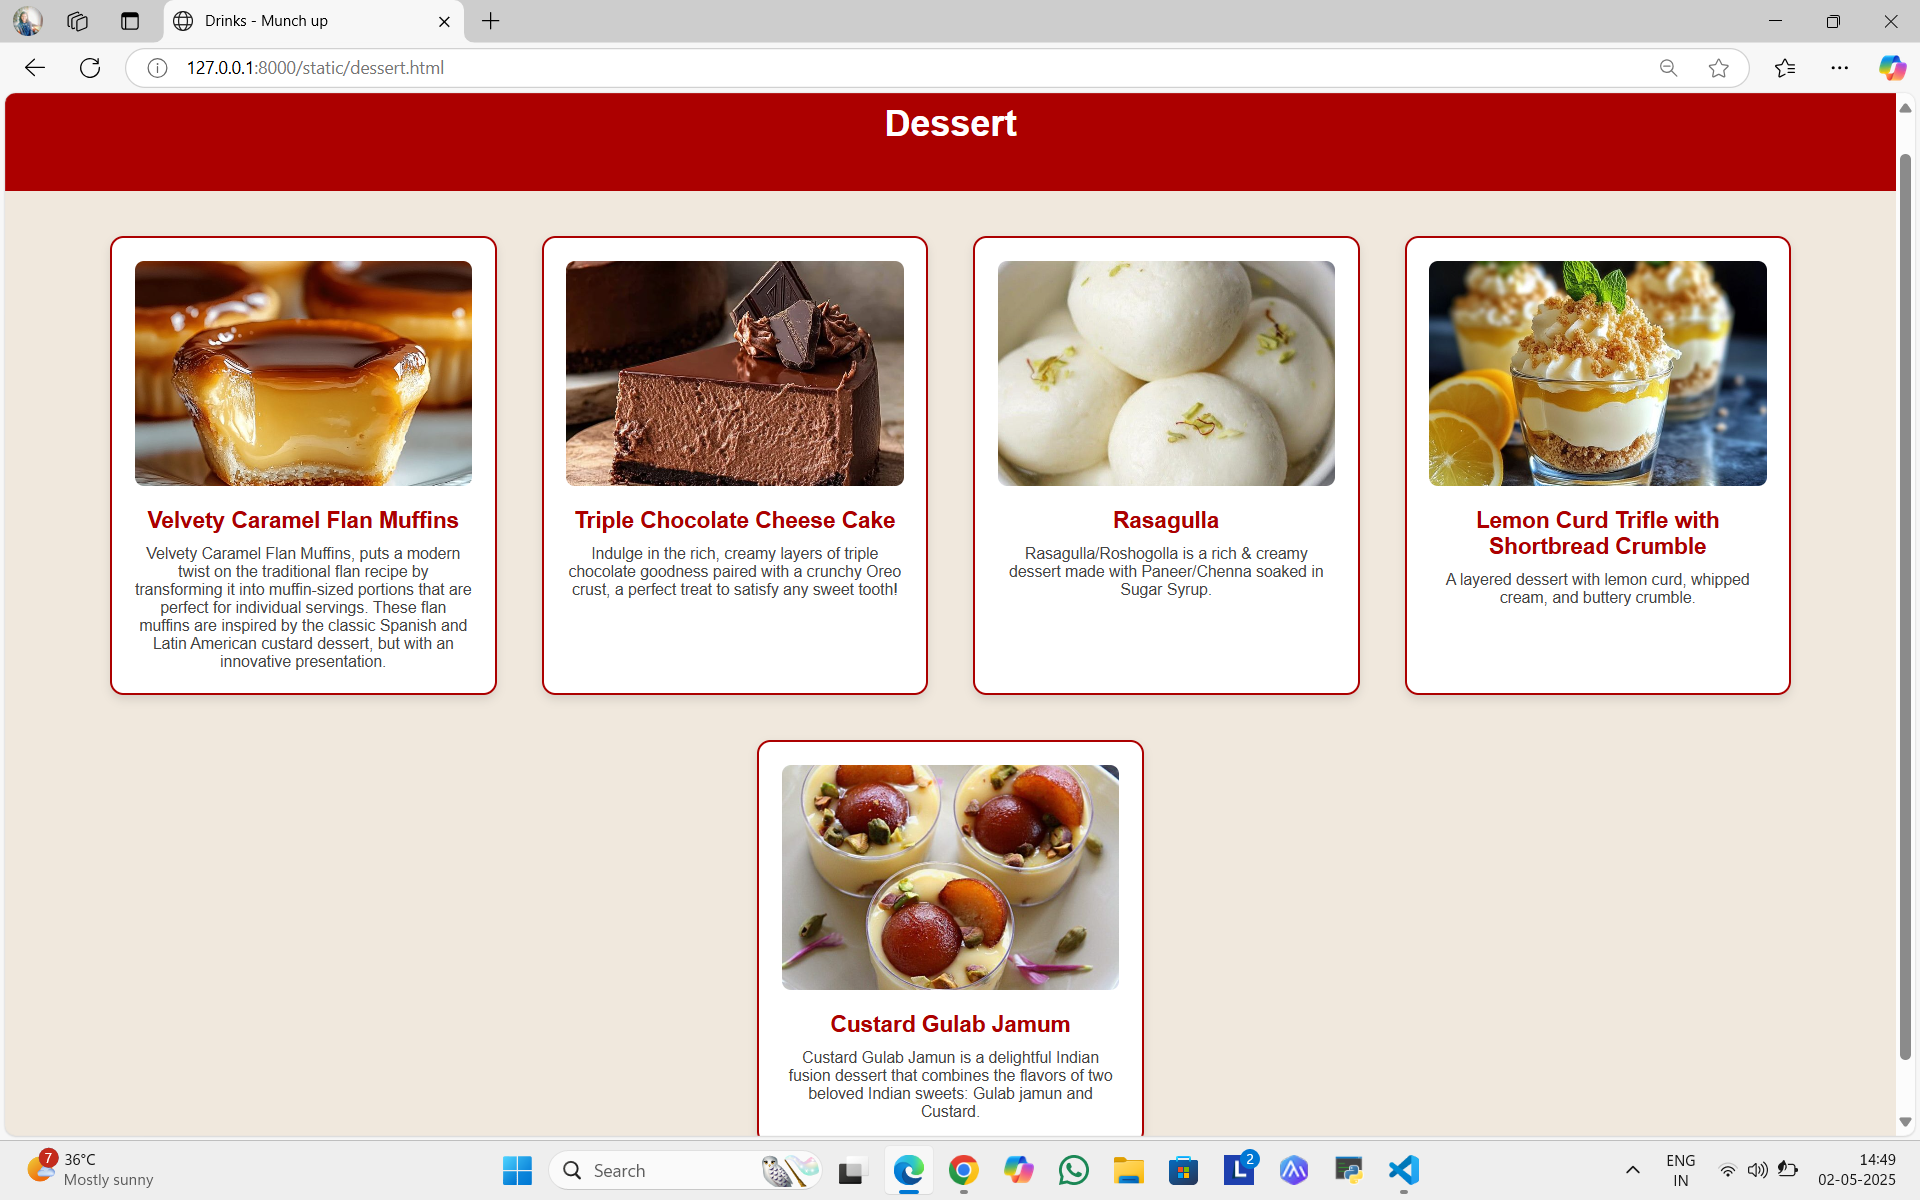 Drinks - Munch up
127.0.0.1:8000/static/dessert.html
Dessert
Velvety Caramel Flan Muffins
Velvety Caramel Flan Muffins, puts a modern
twist on the traditional flan recipe by
transforming it into muffin-sized portions that are
perfect for individual servings. These flan
muffins are inspired by the classic Spanish and
Latin American custard dessert, but with an
innovative presentation.
Triple Chocolate Cheese Cake
Indulge in the rich, creamy layers of triple
chocolate goodness paired with a crunchy Oreo
crust, a perfect treat to satisfy any sweet tooth!
Rasagulla
Rasagulla/Roshogolla is a rich & creamy
dessert made with Paneer/Chenna soaked in
Sugar Syrup.
Lemon Curd Trifle with
Shortbread Crumble
A layered dessert with lemon curd, whipped
cream, and buttery crumble.
Custard Gulab Jamum
Custard Gulab Jamun is a delightful Indian
fusion dessert that combines the flavors of two
beloved Indian sweets: Gulab jamun and
Custard.
7
36°C
Mostly sunny
Search
L
2
ENG
IN
14:49
02-05-2025